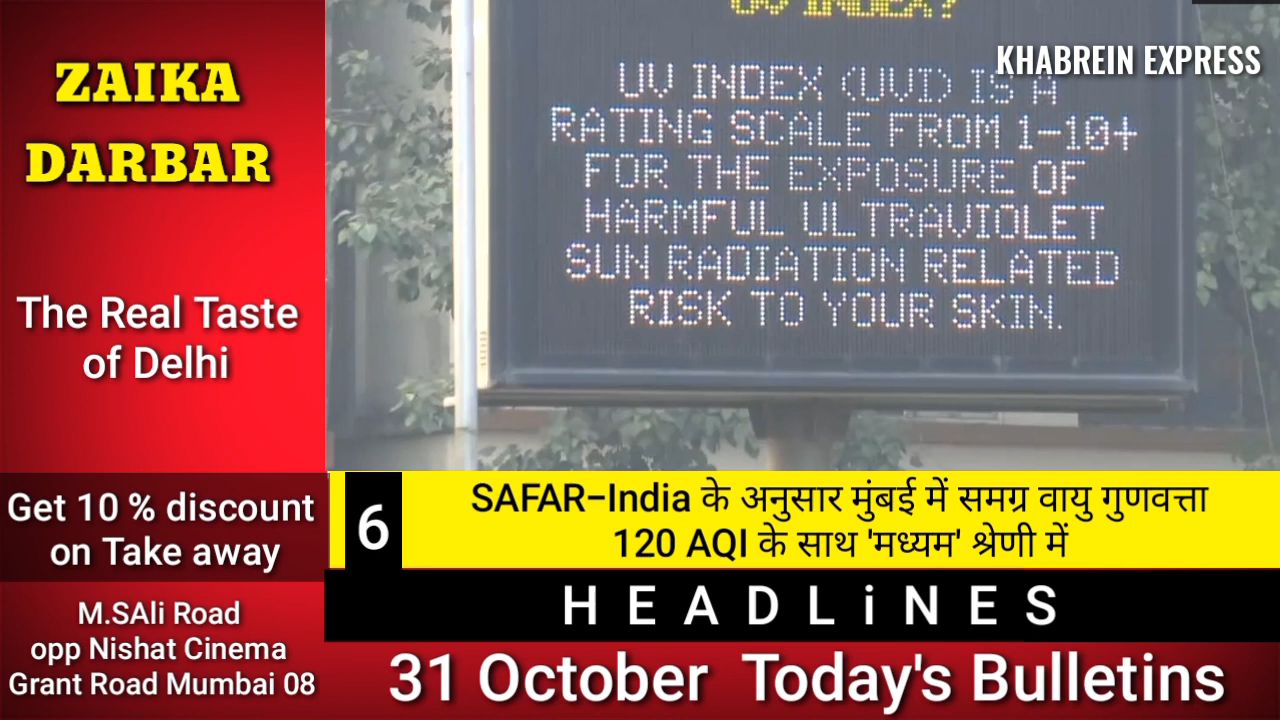 ZAIKA
DARBAR
The Real Taste
of Delhi
Get 10 % discount
on Take away
M.SAli Road
opp Nishat Cinema
Grant Road Mumbai 08
UV INDEX?
KHABREIN EXPRESS
UV INDEX (UVI) IS A
RATING SCALE FROM 1-10+
FOR THE EXPOSURE OF
HARMFUL ULTRAVIOLET
SUN RADIATION RELATED
RISK TO YOUR SKIN.
6
SAFAR-India के अनुसार मुंबई में समग्र वायु गुणवत्ता
120 AQI के साथ 'मध्यम' श्रेणी में
HEADLiNES
31 October Today's Bulletins